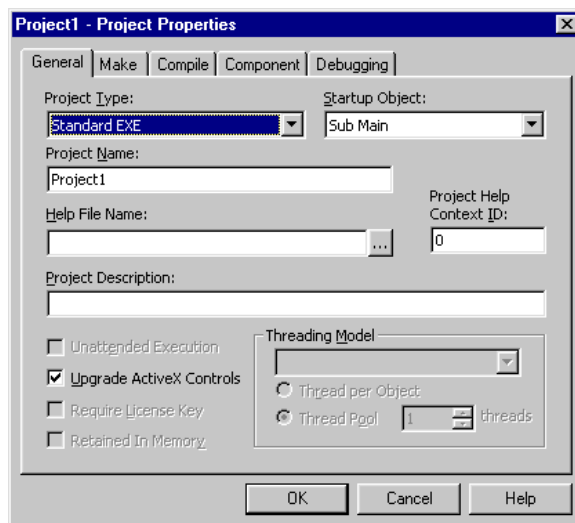 Project1 - Project Properties
General Make Compile Component Debugging
Project Type: Startup Object:
Standard EXE Sub Main
Project Name:
Project1
Project Help
Context ID:
Help File Name:
... 0
Project Description:
Unattended Execution
Upgrade ActiveX Controls
Require License Key
Retained In Memory
Threading Model
Thread per Object
Thread Pool 1 threads
OK Cancel Help